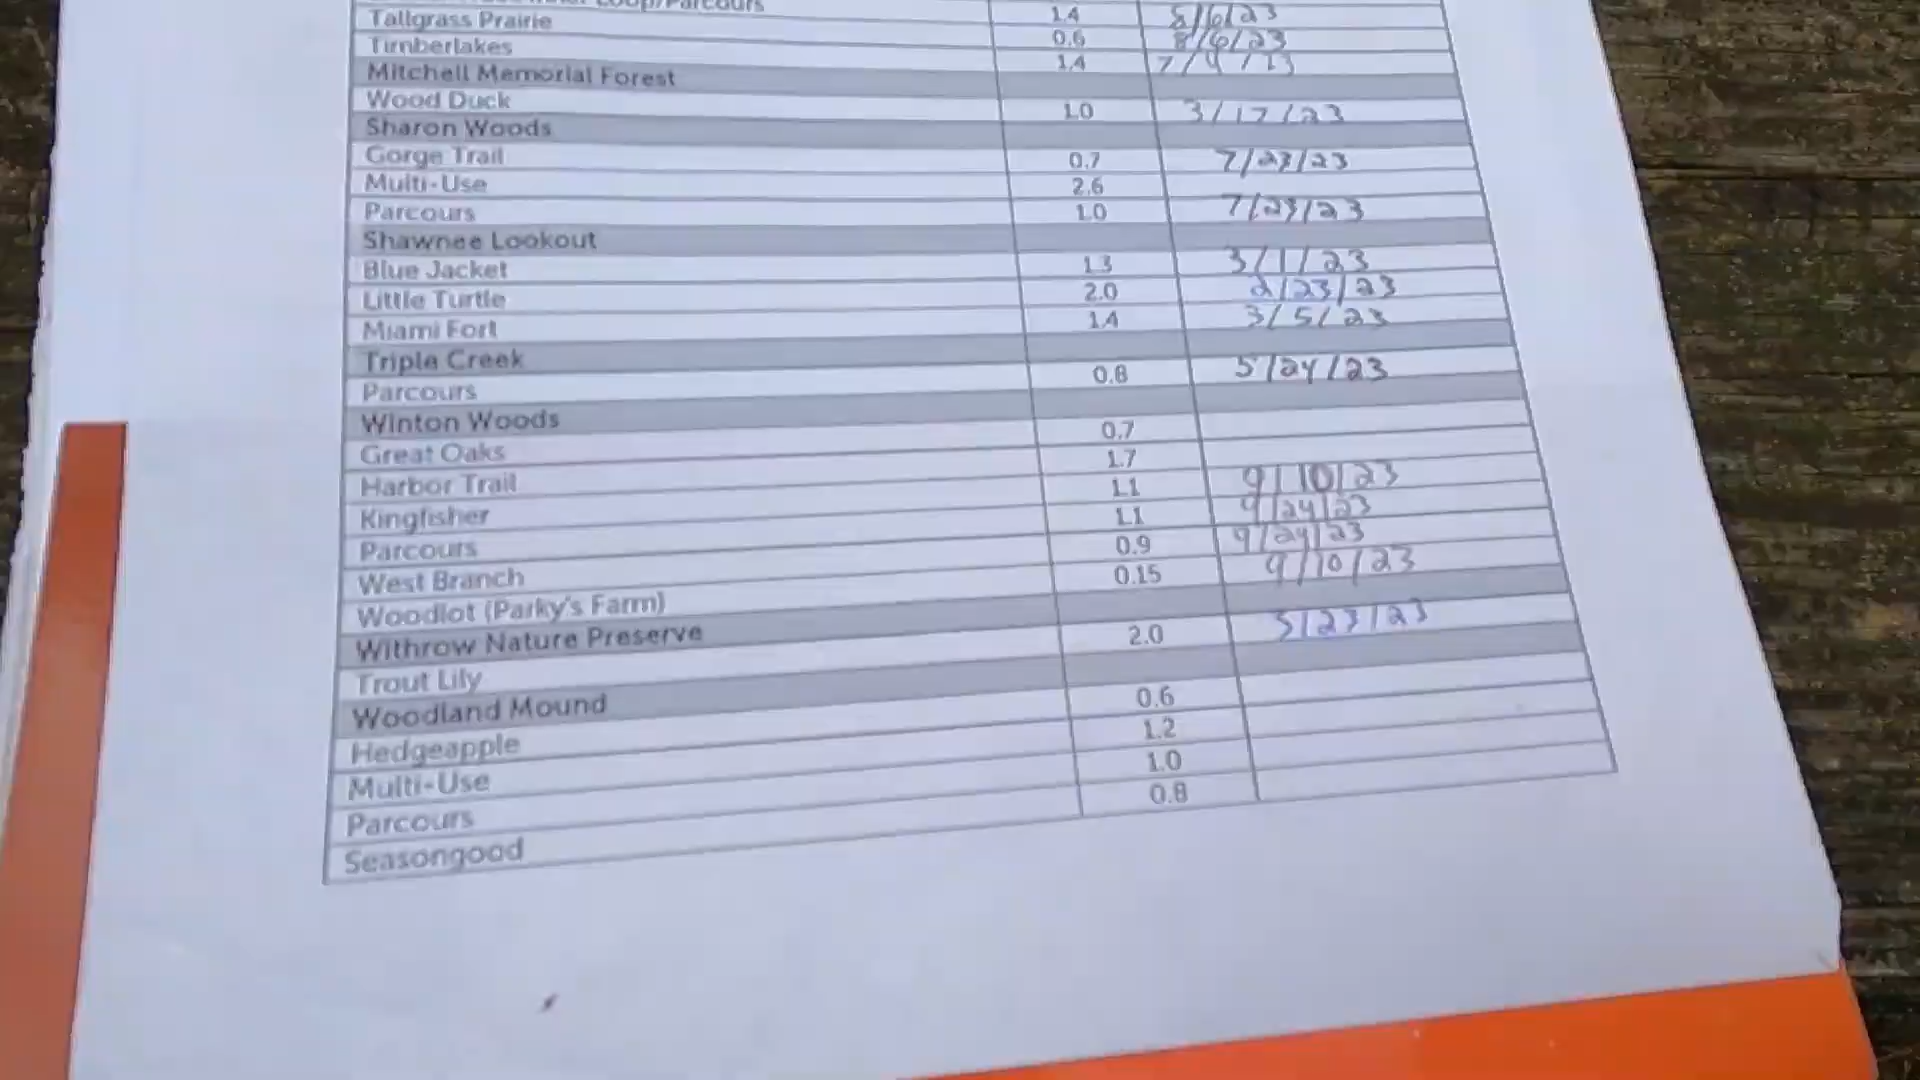 Loop/Parcours
Tallgrass Prairie 1.4 8/6/23
Timberlakes 0.6 8/6/23
1.4 7/9/23
Mitchell Memorial Forest
Wood Duck 1.0 3/17/23
Sharon Woods
Gorge Trail 0.7 7/23/23
Multi-Use 2.6
Parcours 1.0 7/23/23
Shawnee Lookout
Blue Jacket 1.3 3/1/23
Little Turtle 2.0 2/23/23
Miami Fort 1.4 3/5/23
Triple Creek
Parcours 0.8 5/24/23
Winton Woods
Great Oaks 0.7
Harbor Trail 1.7
Kingfisher 1.1 9/10/23
Parcours 1.1 9/24/23
West Branch 0.9 9/24/23
Woodlot (Parky's Farm) 0.15 9/10/23
Withrow Nature Preserve
Trout Lily 2.0 5/23/23
Woodland Mound
Hedgeapple 0.6
Multi-Use 1.2
Parcours 1.0
Seasongood 0.8